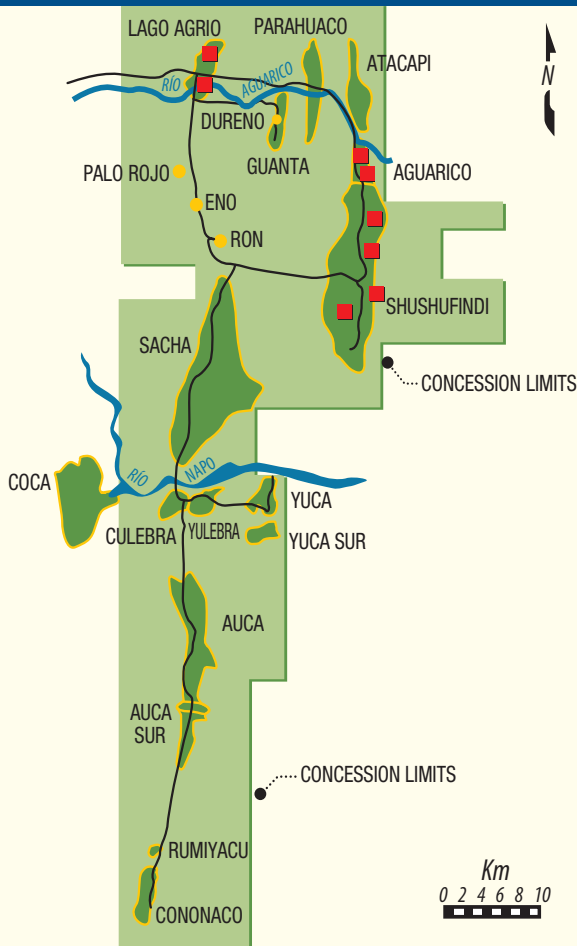 LAGO AGRIO
PARAHUACO
ATACAPI
N
RÍO
AGUARICO
DURENO
GUANTA
PALO ROJO
AGUARICO
ENO
RON
SHUSHUFINDI
SACHA
CONCESSION LIMITS
COCA
RÍO
NAPO
YUCA
CULEBRA
YULEBRA
YUCA SUR
AUCA
AUCA
SUR
CONCESSION LIMITS
RUMIYACU
CONONACO
Km
0 2 4 6 8 10